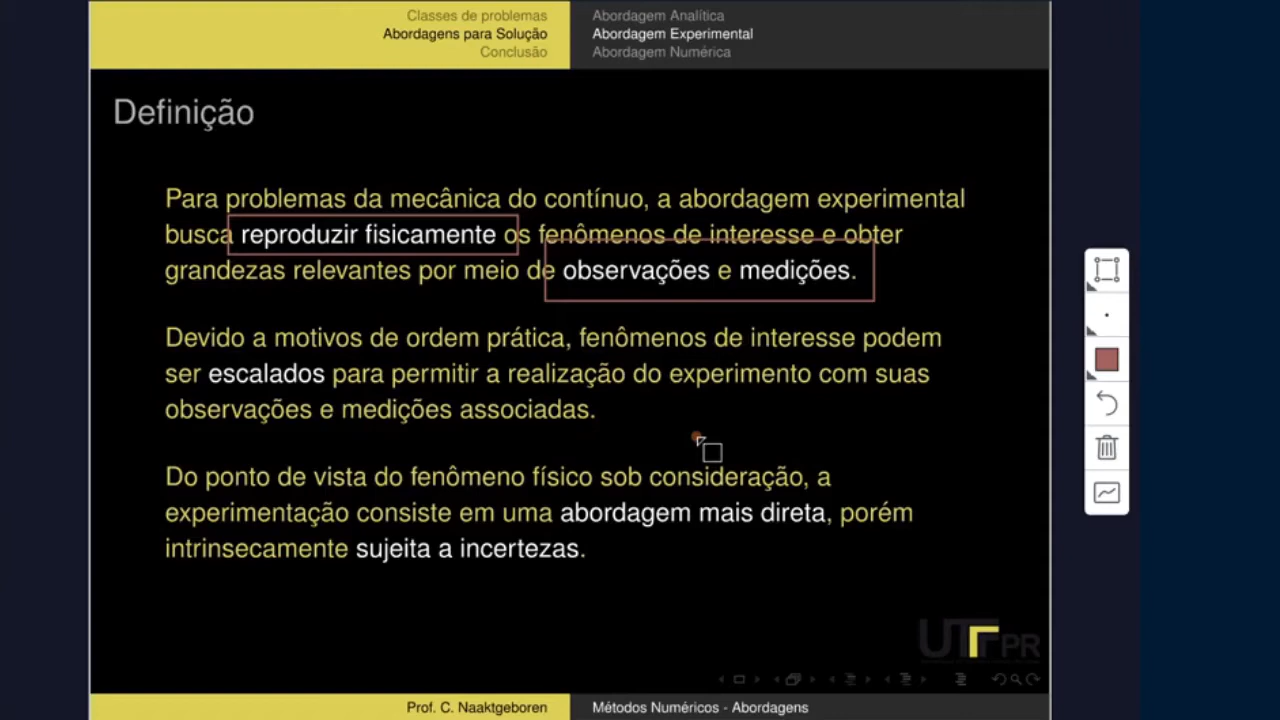 Classes de problemas
Abordagens para Solução
Conclusão
Abordagem Analítica
Abordagem Experimental
Abordagem Numérica
Definição
Para problemas da mecânica do contínuo, a abordagem experimental
busca reproduzir fisicamente os fenômenos de interesse e obter
grandezas relevantes por meio de observações e medições.
Devido a motivos de ordem prática, fenômenos de interesse podem
ser escalados para permitir a realização do experimento com suas
observações e medições associadas.
Do ponto de vista do fenômeno físico sob consideração, a
experimentação consiste em uma abordagem mais direta, porém
intrinsecamente sujeita a incertezas.
UTFPR
Prof. C. Naaktgeboren
Métodos Numéricos - Abordagens